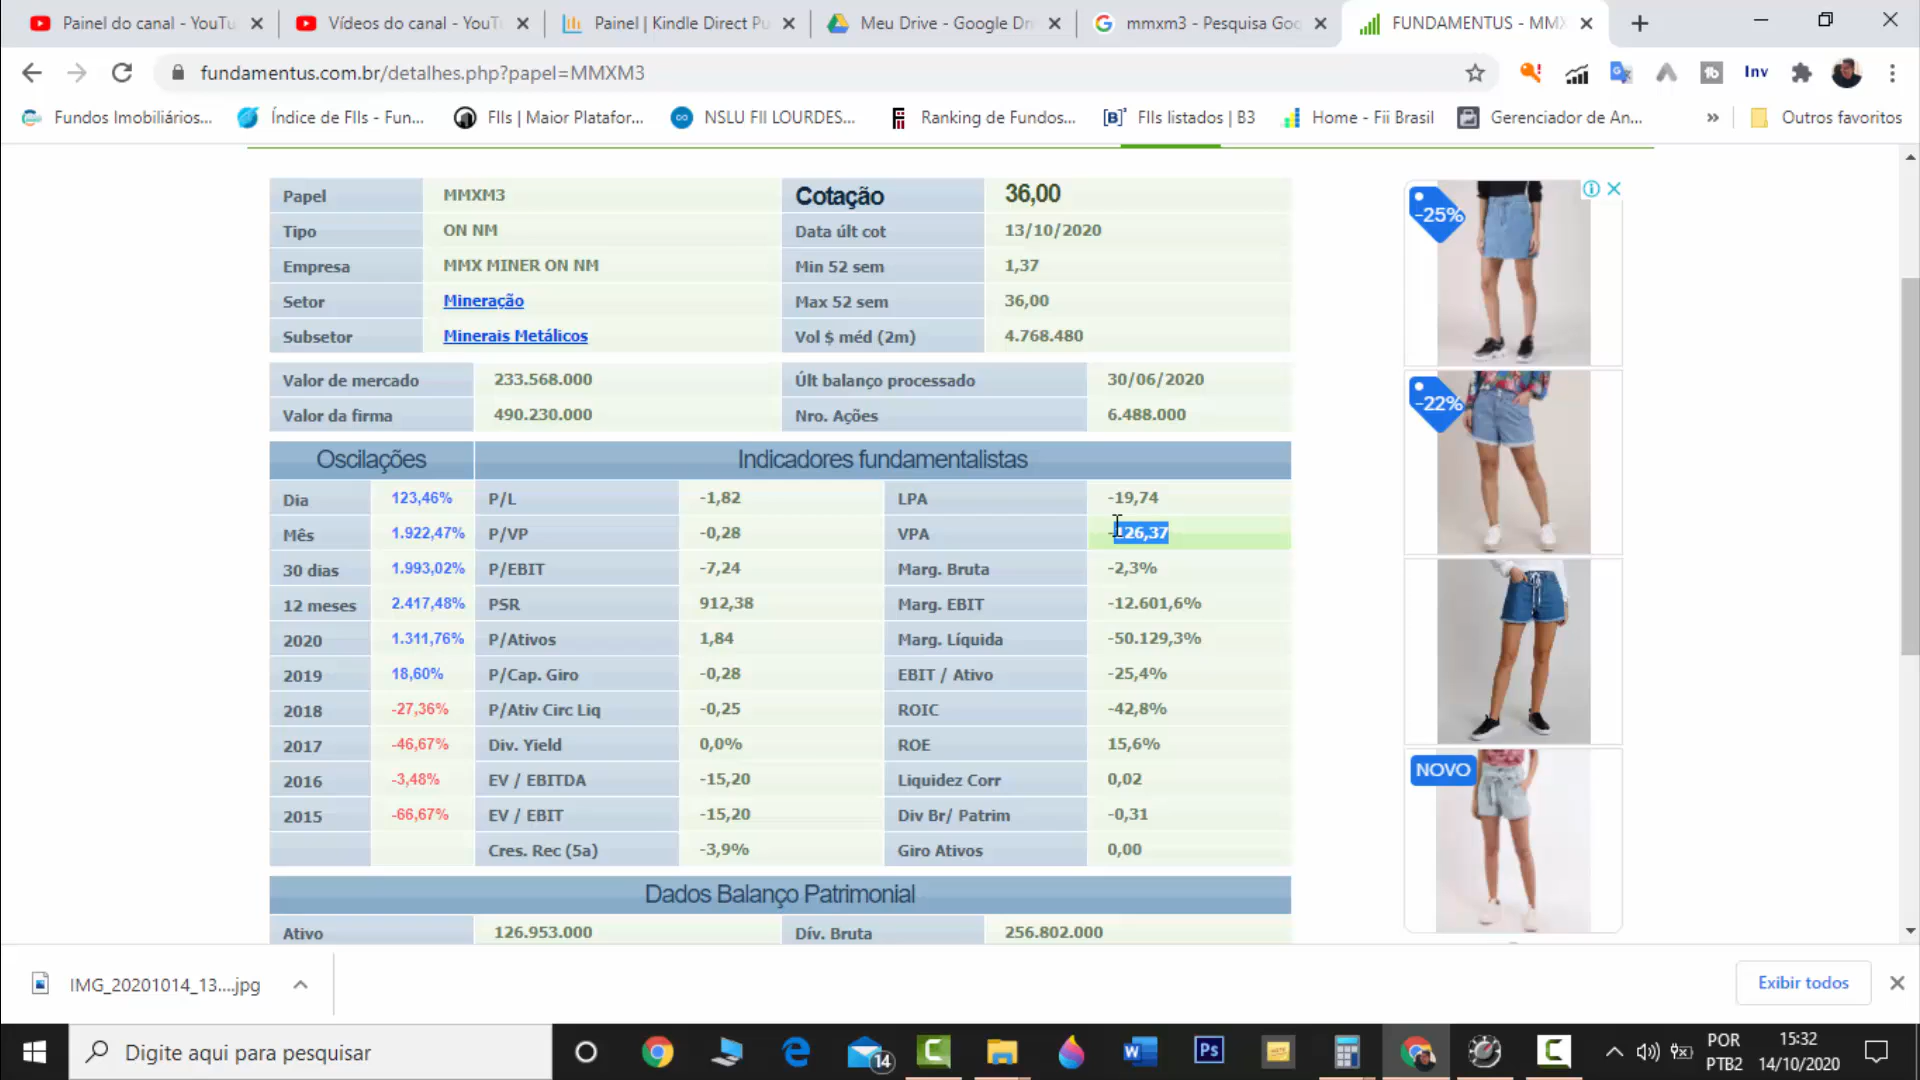 Painel do canal - YouTu
Vídeos do canal - YouT
Painel | Kindle Direct Pu
Meu Drive - Google Dri
mmxm3 - Pesquisa Goo
FUNDAMENTUS - MMX
fundamentus.com.br/detalhes.php?papel=MMXM3
Inv
Fundos Imobiliários...
Índice de FIIs - Fun...
FIIs | Maior Platafor...
NSLU FII LOURDES...
Ranking de Fundos...
[B]³ FIIs listados | B3
Home - Fii Brasil
Gerenciador de An...
»
Outros favoritos
Papel MMXM3 Cotação 36,00
Tipo ON NM Data últ cot 13/10/2020
Empresa MMX MINER ON NM Min 52 sem 1,37
Setor Mineração Max 52 sem 36,00
Subsetor Minerais Metálicos Vol $ méd (2m) 4.768.480
Valor de mercado 233.568.000 Últ balanço processado 30/06/2020
Valor da firma 490.230.000 Nro. Ações 6.488.000
Oscilações Indicadores fundamentalistas
Dia 123,46% P/L -1,82 LPA -19,74
Mês 1.922,47% P/VP -0,28 VPA -126,37
30 dias 1.993,02% P/EBIT -7,24 Marg. Bruta -2,3%
12 meses 2.417,48% PSR 912,38 Marg. EBIT -12.601,6%
2020 1.311,76% P/Ativos 1,84 Marg. Líquida -50.129,3%
2019 18,60% P/Cap. Giro -0,28 EBIT / Ativo -25,4%
2018 -27,36% P/Ativ Circ Liq -0,25 ROIC -42,8%
2017 -46,67% Div. Yield 0,0% ROE 15,6%
2016 -3,48% EV / EBITDA -15,20 Liquidez Corr 0,02
2015 -66,67% EV / EBIT -15,20 Div Br/ Patrim -0,31
Cres. Rec (5a) -3,9% Giro Ativos 0,00
Dados Balanço Patrimonial
Ativo 126.953.000 Dív. Bruta 256.802.000
-25%
-22%
NOVO
IMG_20201014_13....jpg
Exibir todos
Digite aqui para pesquisar
14
Ps
POR
PTB2
15:32
14/10/2020